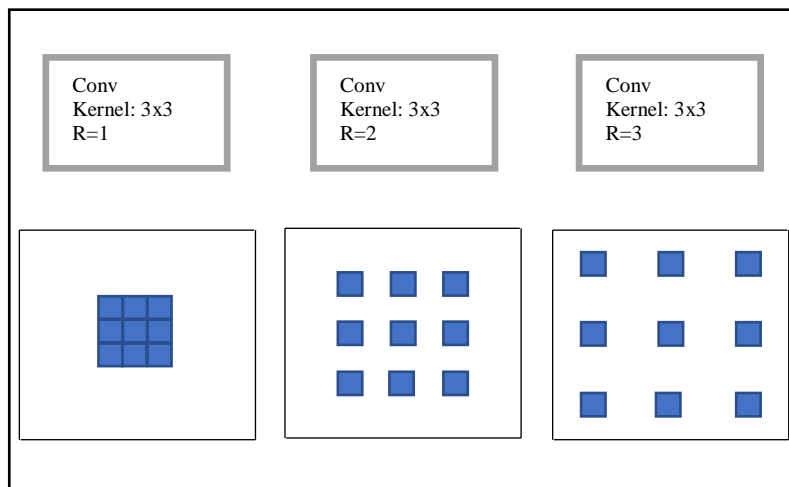 Conv
Kernel: 3x3
R=1
Conv
Kernel: 3x3
R=2
Conv
Kernel: 3x3
R=3